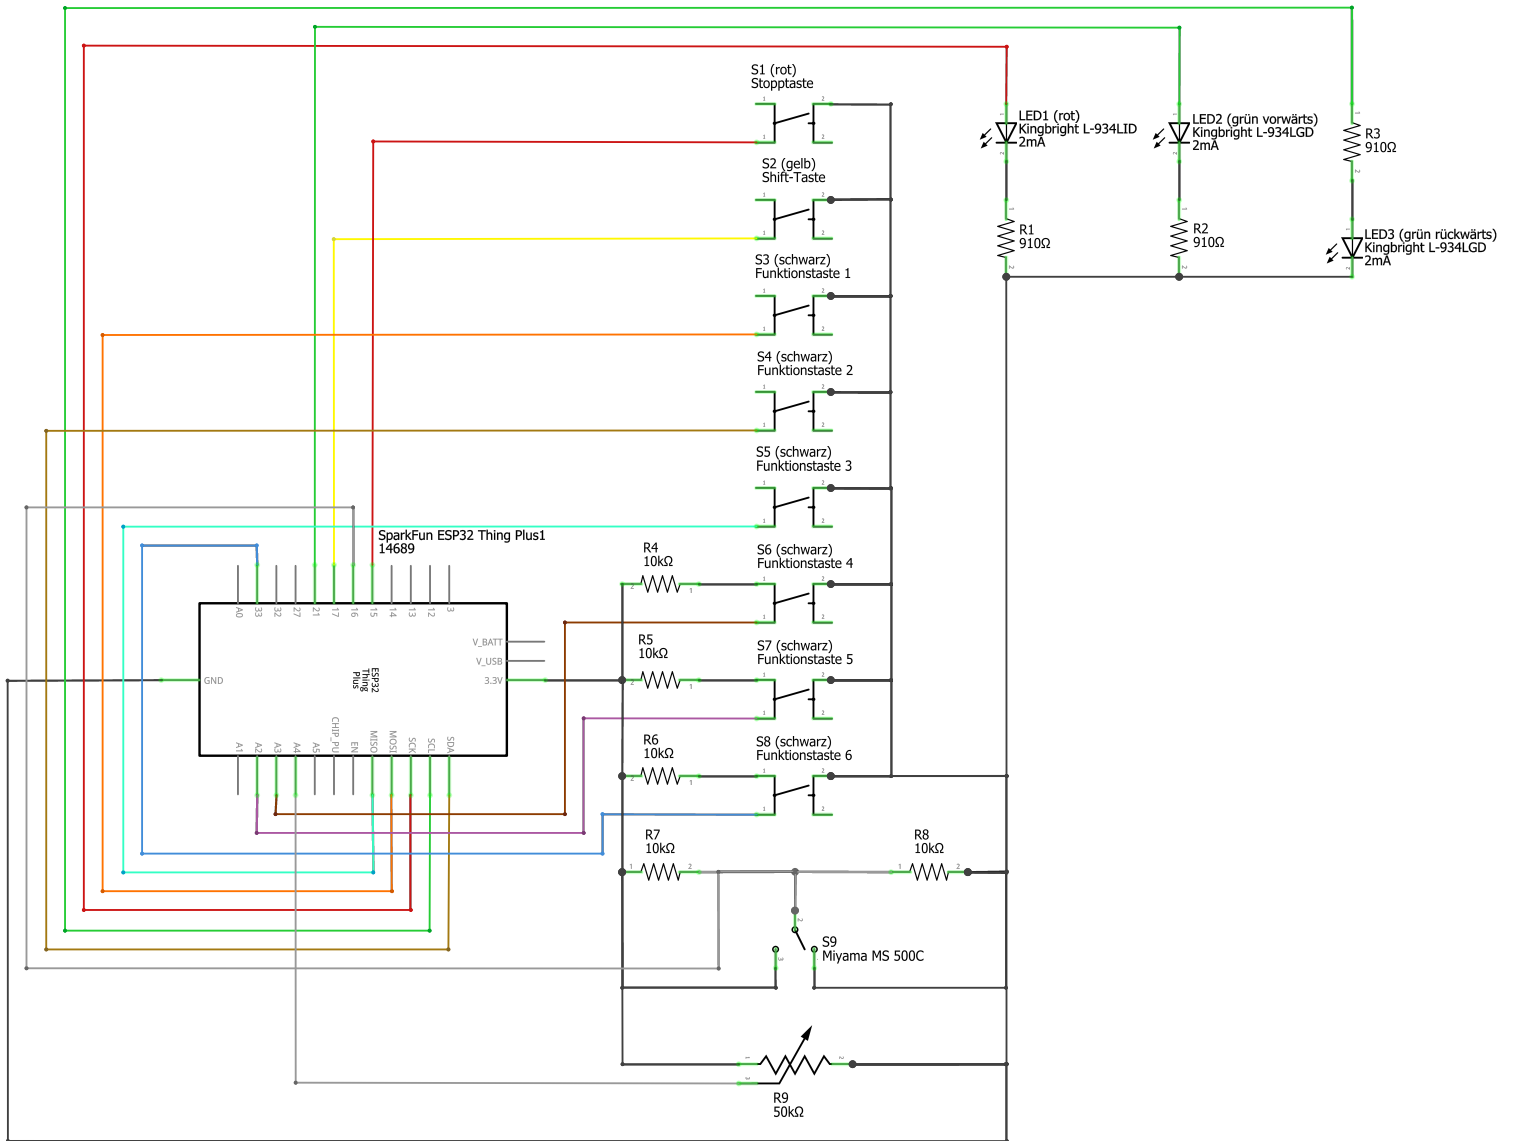 S1 (rot)
Stopptaste
S2 (gelb)
Shift-Taste
S3 (schwarz)
Funktionstaste 1
S4 (schwarz)
Funktionstaste 2
S5 (schwarz)
Funktionstaste 3
S6 (schwarz)
Funktionstaste 4
S7 (schwarz)
Funktionstaste 5
S8 (schwarz)
Funktionstaste 6
LED1 (rot)
Kingbright L-934LID
2mA
LED2 (grün vorwärts)
Kingbright L-934LGD
2mA
R3
910Ω
R1
910Ω
R2
910Ω
LED3 (grün rückwärts)
Kingbright L-934LGD
2mA
SparkFun ESP32 Thing Plus1
14689
A0
33
32
27
21
17
16
15
14
13
12
3
V_BATT
V_USB
3.3V
GND
ESP32
Thing
Plus
A1
A2
A3
A4
A5
CHIP_PU
EN
MISO
MOSI
SCK
SCL
SDA
R4
10kΩ
R5
10kΩ
R6
10kΩ
R7
10kΩ
R8
10kΩ
S9
Miyama MS 500C
R9
50kΩ